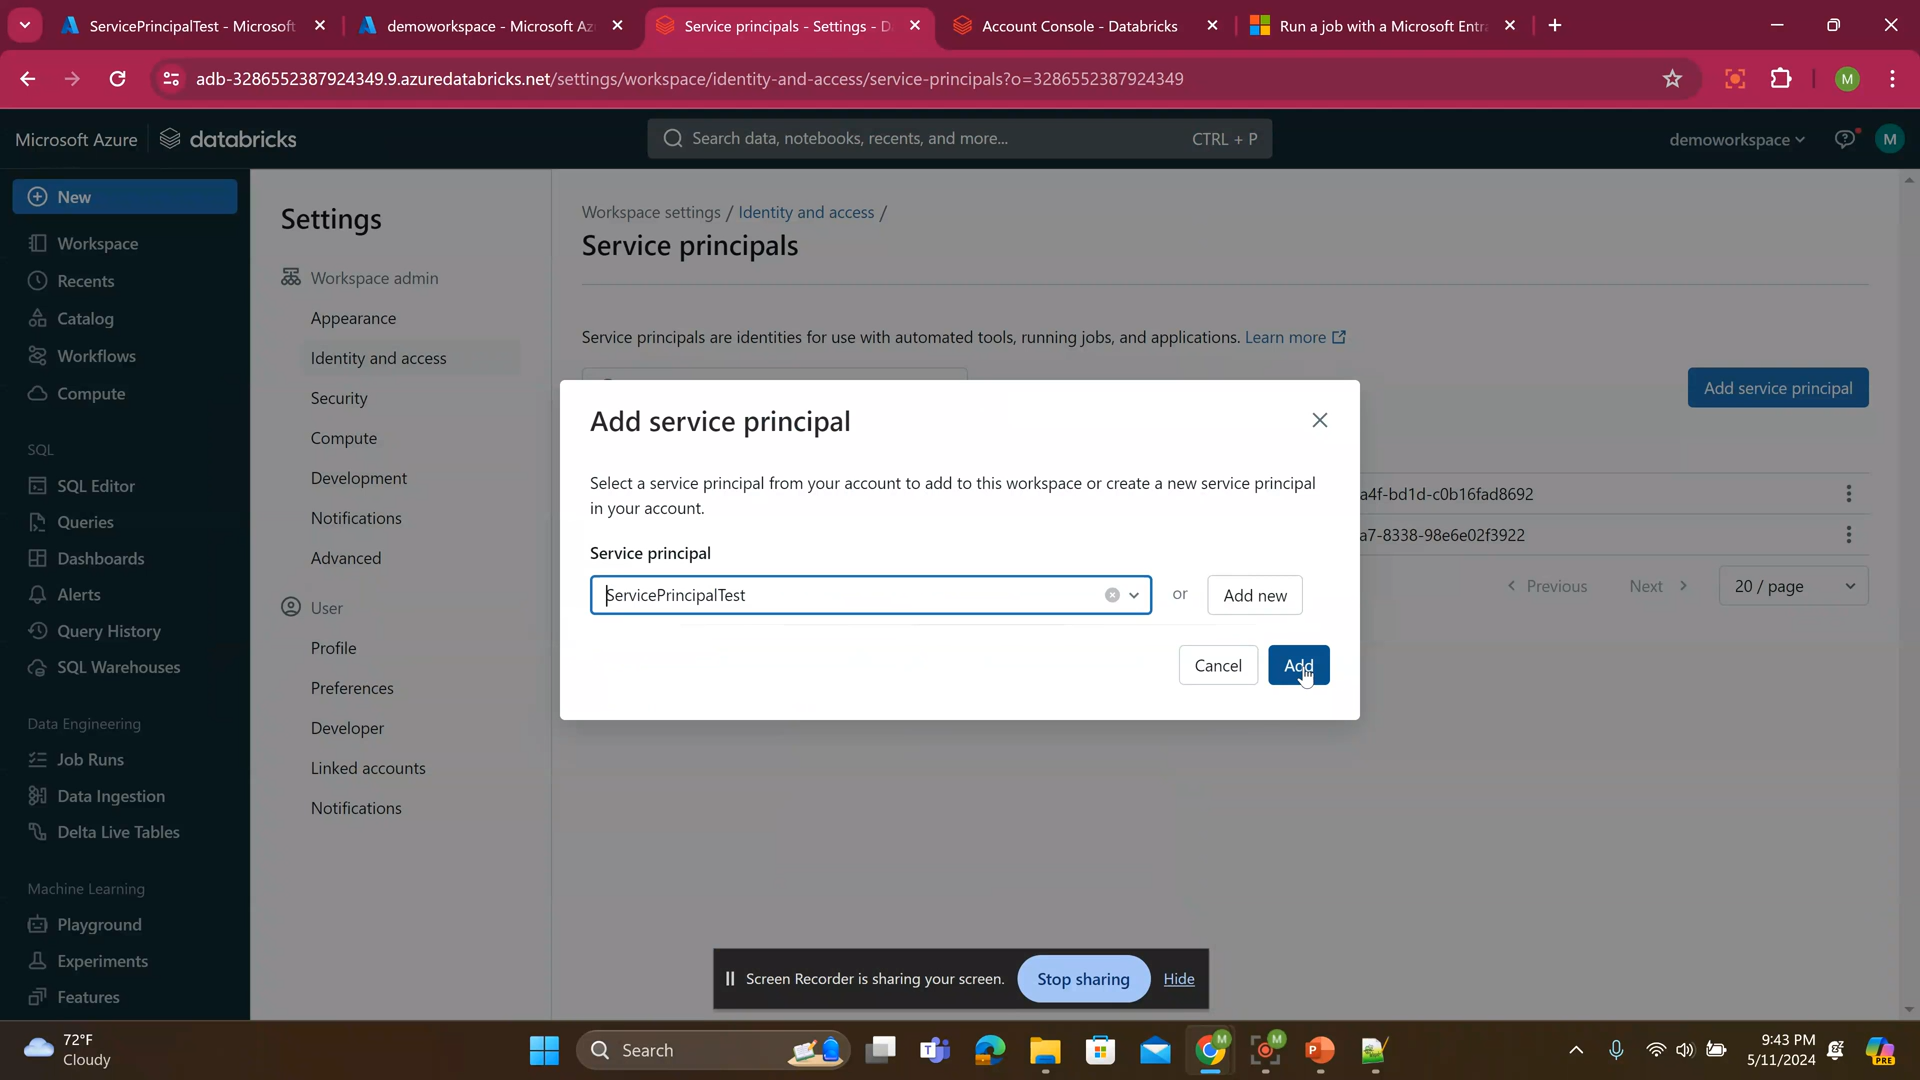 ServicePrincipalTest - Microsoft
demoworkspace - Microsoft Az
Service principals - Settings - D
Account Console - Databricks
Run a job with a Microsoft Entr
adb-3286552387924349.9.azuredatabricks.net/settings/workspace/identity-and-access/service-principals?o=3286552387924349
M
Microsoft Azure
databricks
Search data, notebooks, recents, and more...
CTRL + P
demoworkspace
M
New
Workspace
Recents
Catalog
Workflows
Compute
SQL
SQL Editor
Queries
Dashboards
Alerts
Query History
SQL Warehouses
Data Engineering
Job Runs
Data Ingestion
Delta Live Tables
Machine Learning
Playground
Experiments
Features
Settings
Workspace admin
Appearance
Identity and access
Security
Compute
Development
Notifications
Advanced
User
Profile
Preferences
Developer
Linked accounts
Notifications
Workspace settings / Identity and access /
Service principals
Service principals are identities for use with automated tools, running jobs, and applications. Learn more
Add service principal
a4f-bd1d-c0b16fad8692
a7-8338-98e6e02f3922
Previous
Next
20 / page
Add service principal
Select a service principal from your account to add to this workspace or create a new service principal
in your account.
Service principal
ServicePrincipalTest
or
Add new
Cancel
Add
Screen Recorder is sharing your screen.
Stop sharing
Hide
72°F
Cloudy
Search
M
M
9:43 PM
5/11/2024
PRE